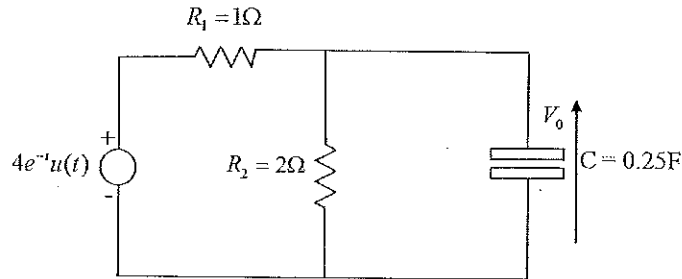 R₁ = 1Ω
+
4e⁻ᵗu(t)
-
R₂ = 2Ω
V₀
C = 0.25F